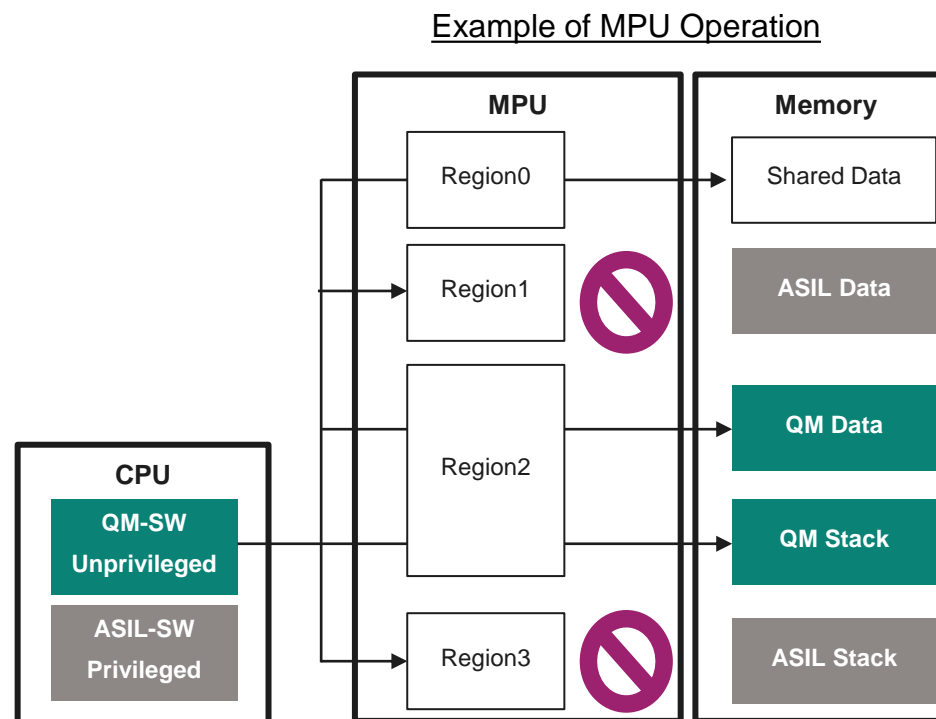 Example of MPU Operation
MPU
Memory
Region0
Shared Data
Region1
ASIL Data
Region2
QM Data
QM Stack
Region3
ASIL Stack
CPU
QM-SW
Unprivileged
ASIL-SW
Privileged